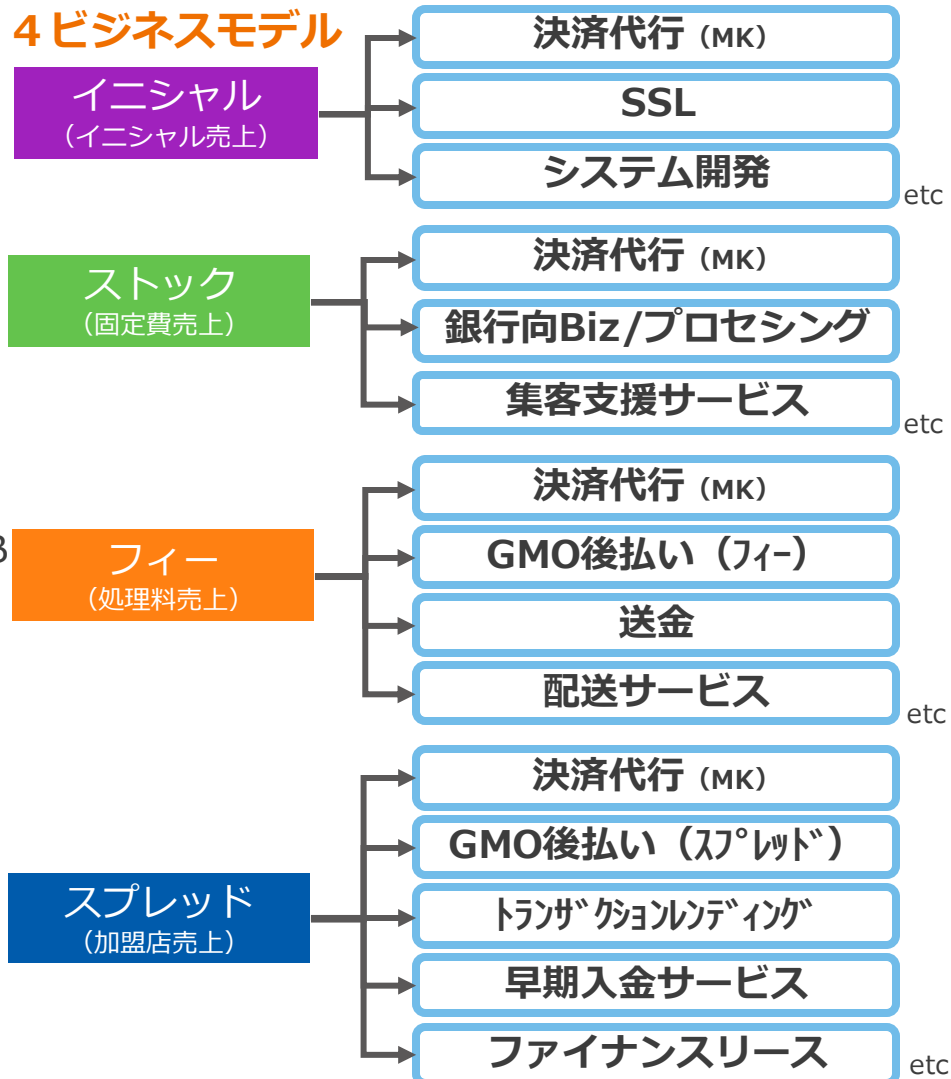 4ビジネスモデル
イニシャル
（イニシャル売上）
決済代行（MK）
SSL
システム開発
etc
ストック
（固定費売上）
決済代行（MK）
銀行向Biz/プロセシング
集客支援サービス
etc
フィー
（処理料売上）
決済代行（MK）
GMO後払い（ﾌｨｰ）
送金
配送サービス
etc
スプレッド
（加盟店売上）
決済代行（MK）
GMO後払い（ｽﾌﾟﾚｯﾄﾞ）
ﾄﾗﾝｻﾞｸｼｮﾝﾚﾝﾃﾞｨﾝｸﾞ
早期入金サービス
ファイナンスリース
etc